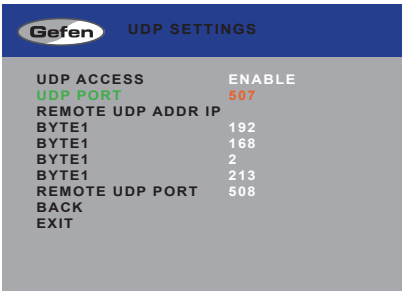 Gefen UDP SETTINGS
UDP ACCESS ENABLE
UDP PORT 507
REMOTE UDP ADDR IP
BYTE1 192
BYTE1 168
BYTE1 2
BYTE1 213
REMOTE UDP PORT 508
BACK
EXIT